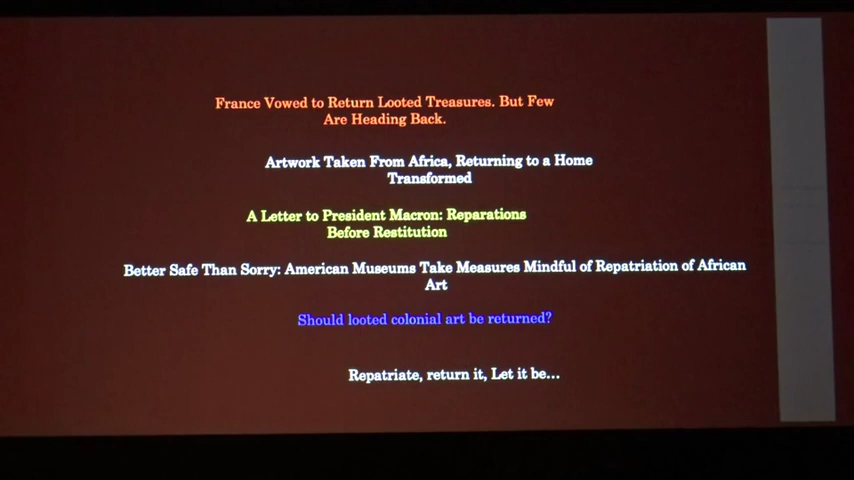 France Vowed to Return Looted Treasures. But Few
Are Heading Back.
Artwork Taken From Africa, Returning to a Home
Transformed
A Letter to President Macron: Reparations
Before Restitution
Better Safe Than Sorry: American Museums Take Measures Mindful of Repatriation of African
Art
Should looted colonial art be returned?
Repatriate, return it, Let it be...